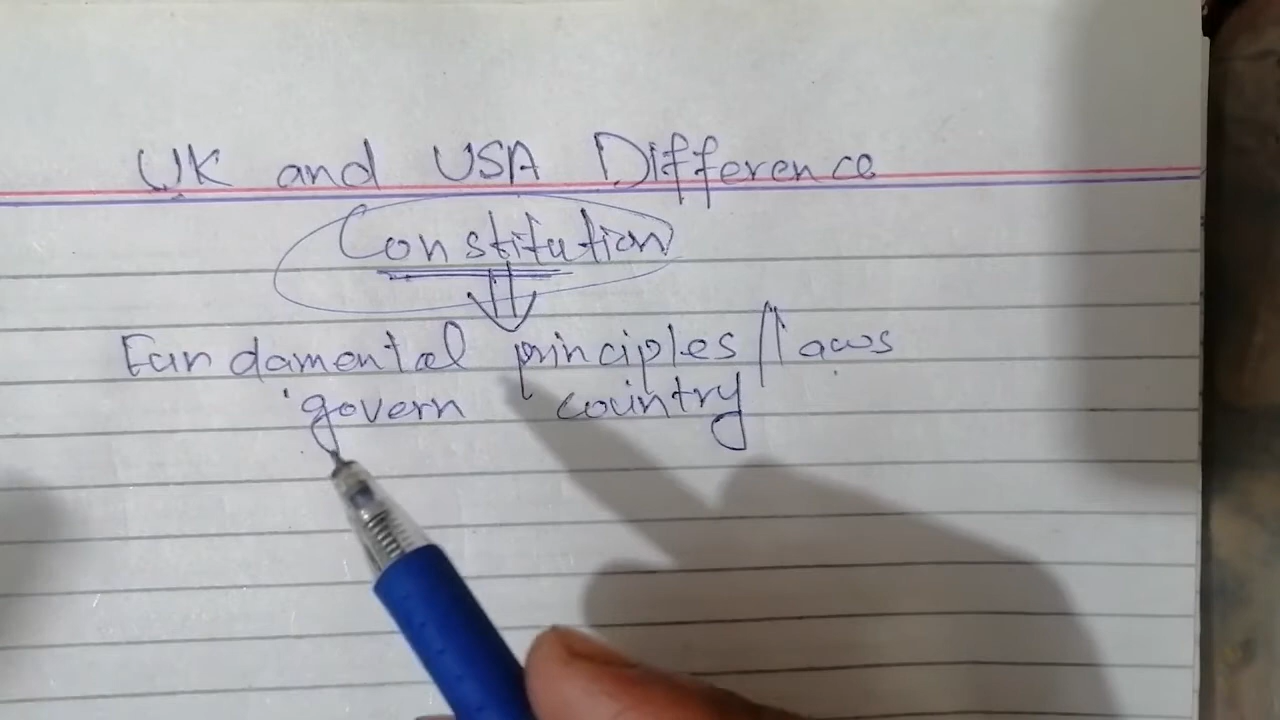 UK and USA Difference
Constitution
Fundamental principles/laws
govern country